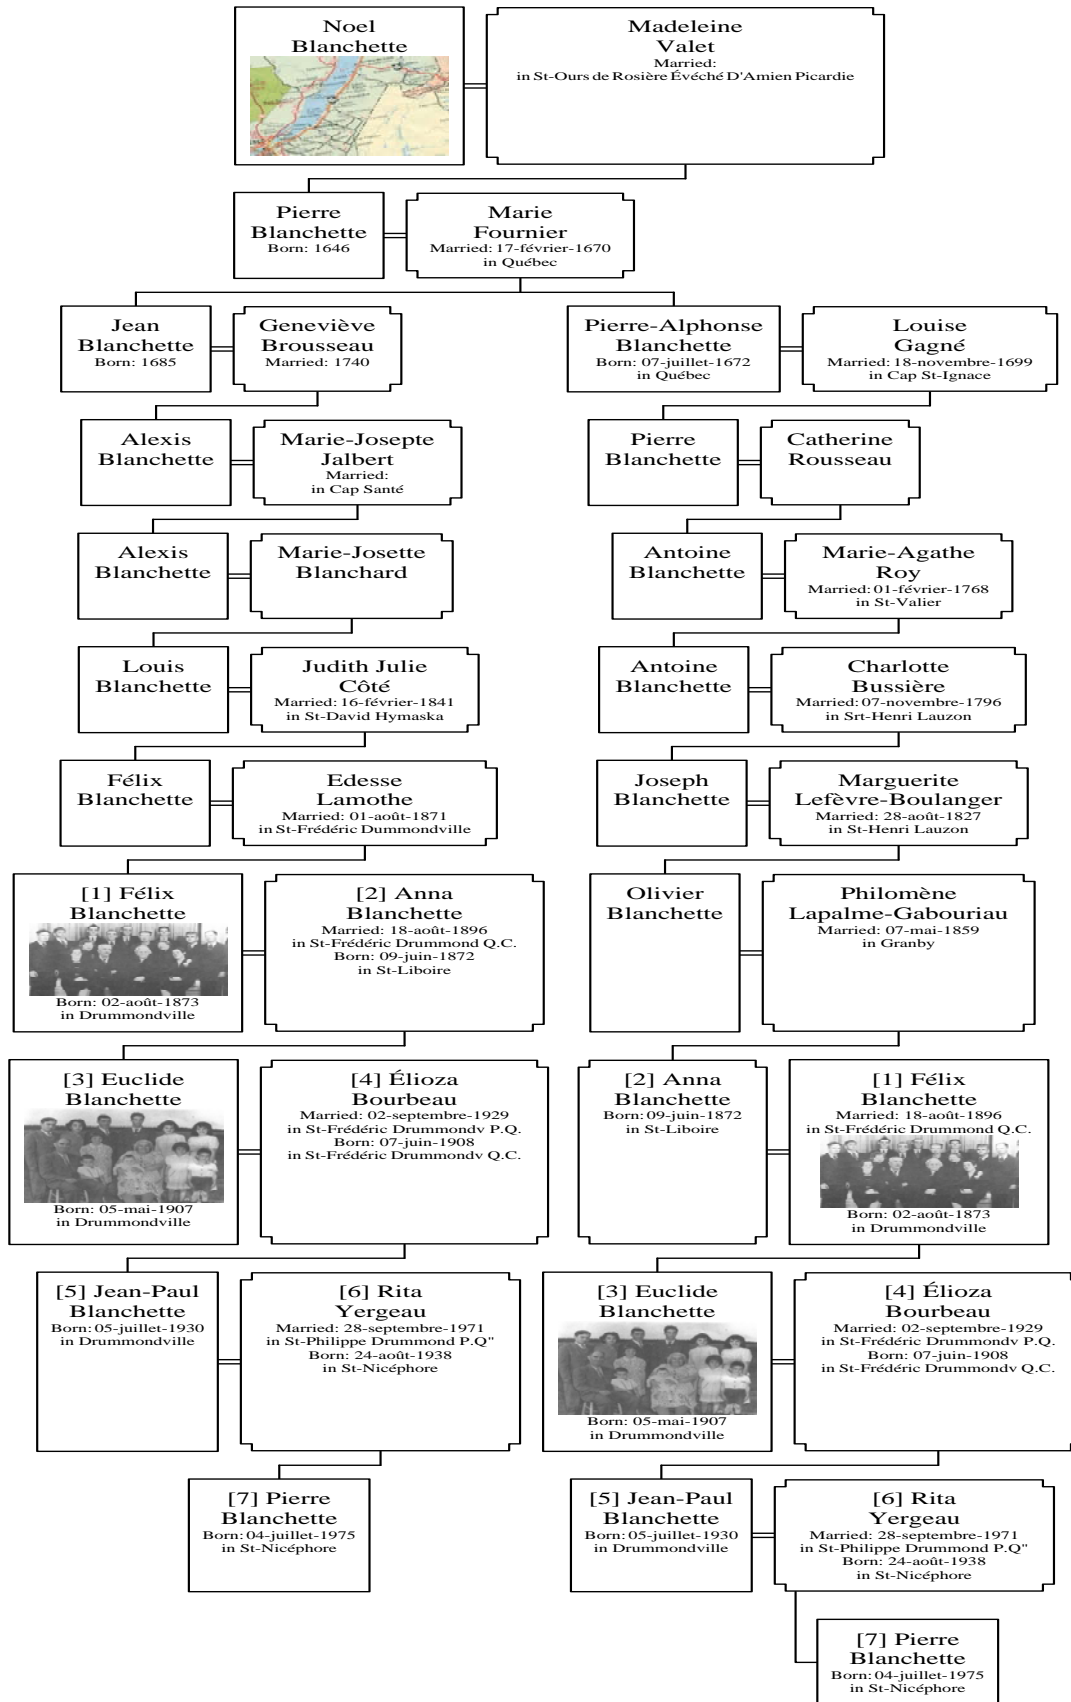 Noel
Blanchette
Madeleine
Valet
Married:
in St-Ours de Rosière Évéché D'Amien Picardie
Pierre
Blanchette
Born: 1646
Marie
Fournier
Married: 17-février-1670
in Québec
Jean
Blanchette
Born: 1685
Geneviève
Brousseau
Married: 1740
Pierre-Alphonse
Blanchette
Born: 07-juillet-1672
in Québec
Louise
Gagné
Married: 18-novembre-1699
in Cap St-Ignace
Alexis
Blanchette
Marie-Josepte
Jalbert
Married:
in Cap Santé
Pierre
Blanchette
Catherine
Rousseau
Alexis
Blanchette
Marie-Josette
Blanchard
Antoine
Blanchette
Marie-Agathe
Roy
Married: 01-février-1768
in St-Valier
Louis
Blanchette
Judith Julie
Côté
Married: 16-février-1841
in St-David Hymaska
Antoine
Blanchette
Charlotte
Bussière
Married: 07-novembre-1796
in Srt-Henri Lauzon
Félix
Blanchette
Edesse
Lamothe
Married: 01-août-1871
in St-Frédéric Dummondville
Joseph
Blanchette
Marguerite
Lefèvre-Boulanger
Married: 28-août-1827
in St-Henri Lauzon
[1] Félix
Blanchette
Born: 02-août-1873
in Drummondville
[2] Anna
Blanchette
Married: 18-août-1896
in St-Frédéric Drummond Q.C.
Born: 09-juin-1872
in St-Liboire
Olivier
Blanchette
Philomène
Lapalme-Gabouriau
Married: 07-mai-1859
in Granby
[3] Euclide
Blanchette
Born: 05-mai-1907
in Drummondville
[4] Élioza
Bourbeau
Married: 02-septembre-1929
in St-Frédéric Drummondv P.Q.
Born: 07-juin-1908
in St-Frédéric Drummondv Q.C.
[2] Anna
Blanchette
Born: 09-juin-1872
in St-Liboire
[1] Félix
Blanchette
Married: 18-août-1896
in St-Frédéric Drummond Q.C.
Born: 02-août-1873
in Drummondville
[5] Jean-Paul
Blanchette
Born: 05-juillet-1930
in Drummondville
[6] Rita
Yergeau
Married: 28-septembre-1971
in St-Philippe Drummond P.Q"
Born: 24-août-1938
in St-Nicéphore
[3] Euclide
Blanchette
Born: 05-mai-1907
in Drummondville
[4] Élioza
Bourbeau
Married: 02-septembre-1929
in St-Frédéric Drummondv P.Q.
Born: 07-juin-1908
in St-Frédéric Drummondv Q.C.
[7] Pierre
Blanchette
Born: 04-juillet-1975
in St-Nicéphore
[5] Jean-Paul
Blanchette
Born: 05-juillet-1930
in Drummondville
[6] Rita
Yergeau
Married: 28-septembre-1971
in St-Philippe Drummond P.Q"
Born: 24-août-1938
in St-Nicéphore
[7] Pierre
Blanchette
Born: 04-juillet-1975
in St-Nicéphore